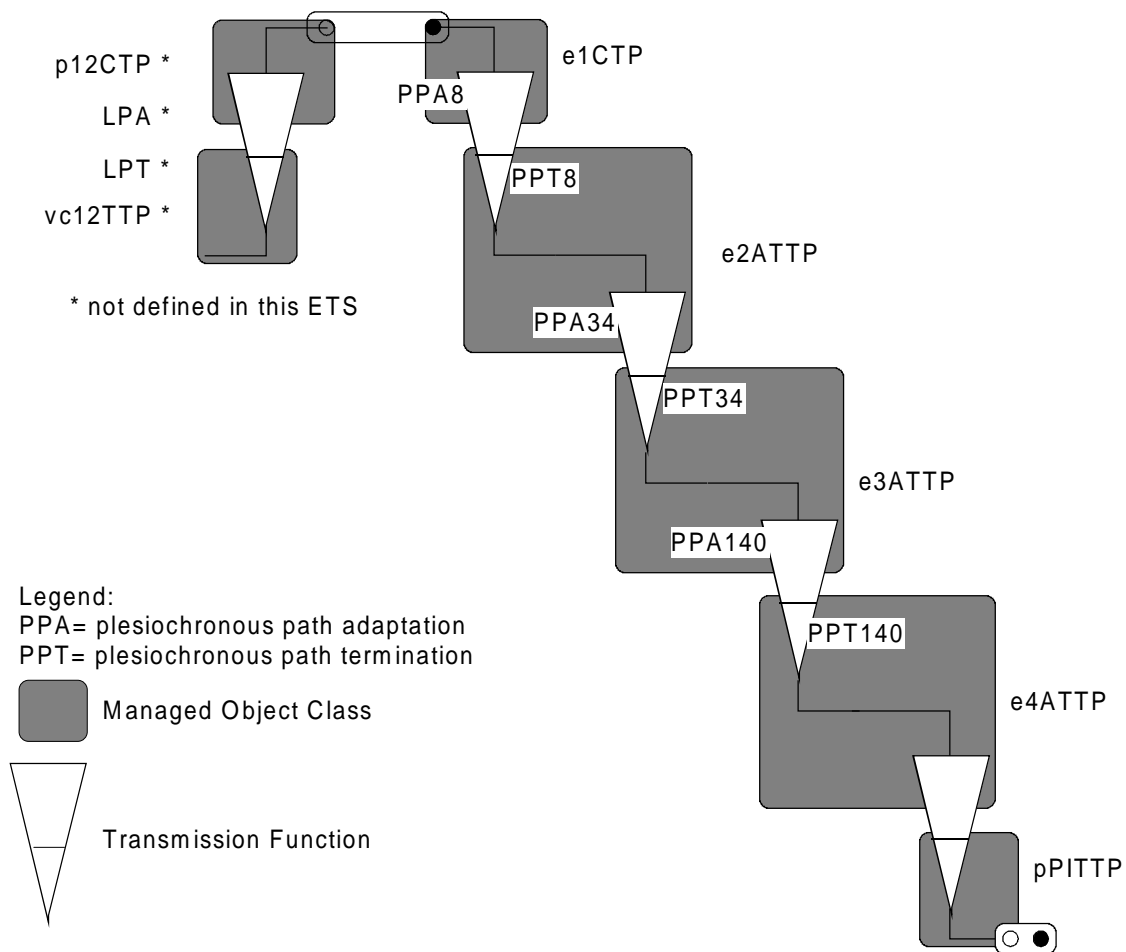 p12CTP *
e1CTP
PPA8
LPA *
LPT *
PPT8
vc12TTP *
e2ATTP
* not defined in this ETS
PPA34
PPT34
e3ATTP
PPA140
Legend:
PPA= plesiochronous path adaptation
PPT= plesiochronous path termination
PPT140
Managed Object Class
e4ATTP
Transmission Function
pPITTP